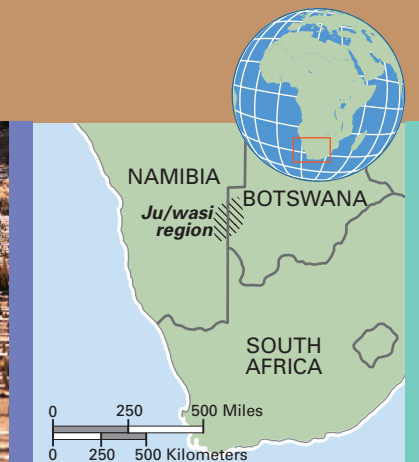 NAMIBIA
BOTSWANA
Ju/wasi
region
SOUTH
AFRICA
0 250 500 Miles
0 250 500 Kilometers